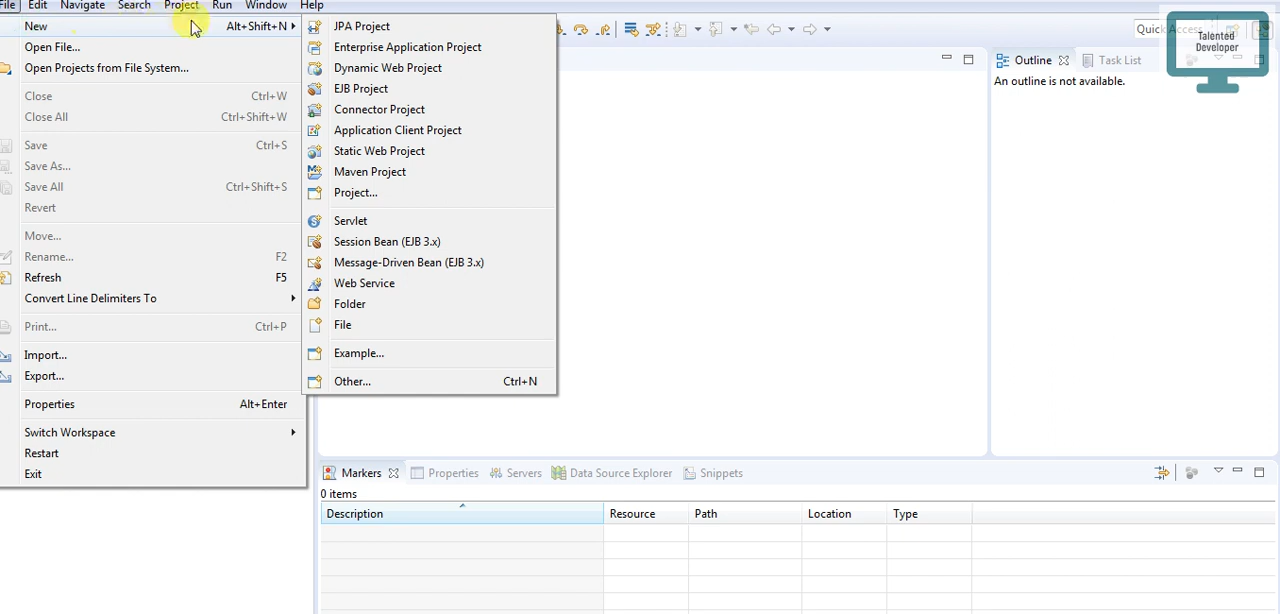 File Edit Navigate Search Project Run Window Help
New Alt+Shift+N
Open File...
Open Projects from File System...
Close Ctrl+W
Close All Ctrl+Shift+W
Save Ctrl+S
Save As...
Save All Ctrl+Shift+S
Revert
Move...
Rename... F2
Refresh F5
Convert Line Delimiters To
Print... Ctrl+P
Import...
Export...
Properties Alt+Enter
Switch Workspace
Restart
Exit
JPA Project
Enterprise Application Project
Dynamic Web Project
EJB Project
Connector Project
Application Client Project
Static Web Project
Maven Project
Project...
Servlet
Session Bean (EJB 3.x)
Message-Driven Bean (EJB 3.x)
Web Service
Folder
File
Example...
Other... Ctrl+N
Quick Access
Talented
Developer
Outline Task List
An outline is not available.
Markers Properties Servers Data Source Explorer Snippets
0 items
Description Resource Path Location Type